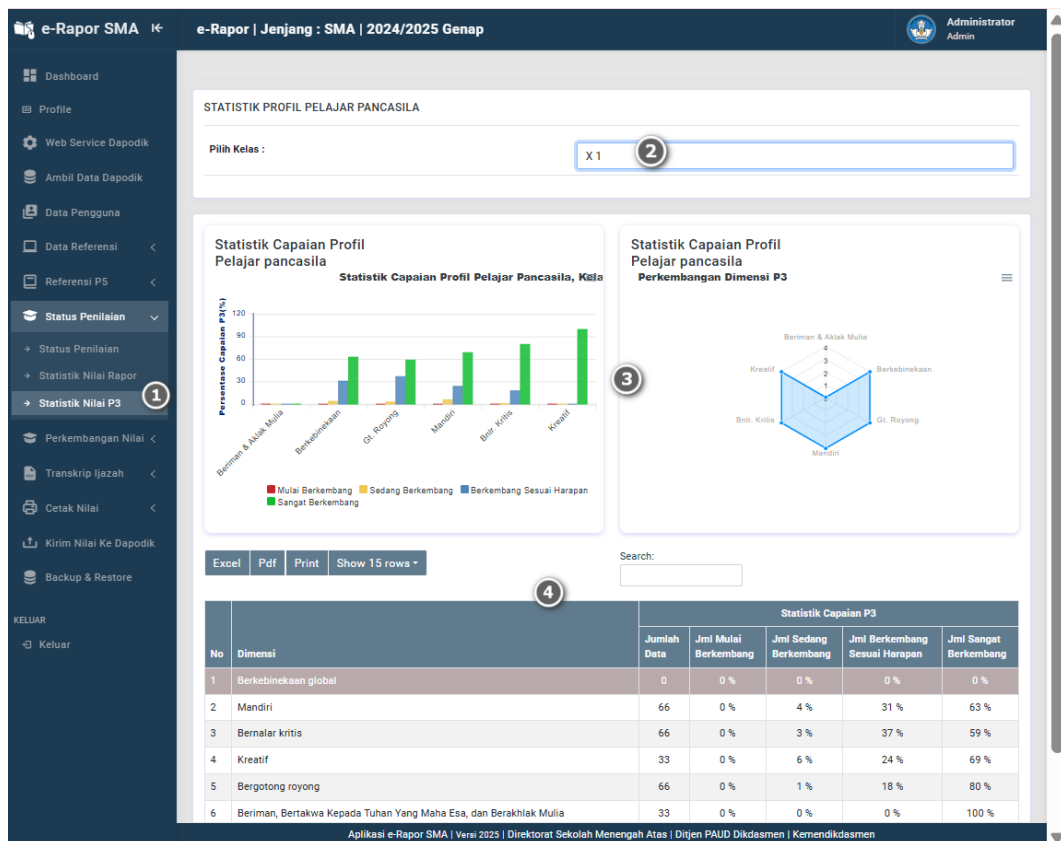 e-Rapor SMA
e-Rapor | Jenjang : SMA | 2024/2025 Genap
Administrator
Admin
Dashboard
Profile
Web Service Dapodik
Ambil Data Dapodik
Data Pengguna
Data Referensi
Referensi P5
Status Penilaian
Status Penilaian
Statistik Nilai Rapor
Statistik Nilai P3
1
Perkembangan Nilai
Transkrip Ijazah
Cetak Nilai
Kirim Nilai Ke Dapodik
Backup & Restore
KELUAR
Keluar
STATISTIK PROFIL PELAJAR PANCASILA
Pilih Kelas :
X 1
2
Statistik Capaian Profil
Pelajar pancasila
Statistik Capaian Profil Pelajar Pancasila, Kela
Persentase Capaian P3(%)
120
90
60
30
0
Beriman & Aklak Mulia
Berkebinekaan
Gt. Royong
Mandiri
Bnlr. Kritis
Kreatif
Mulai Berkembang
Sedang Berkembang
Berkembang Sesuai Harapan
Sangat Berkembang
Statistik Capaian Profil
Pelajar pancasila
Perkembangan Dimensi P3
Beriman & Aklak Mulia
4
3
2
1
Kreatif
Berkebinekaan
Bnlr. Kritis
Gt. Royong
Mandiri
3
Excel Pdf Print Show 15 rows
Search:
4
No Dimensi Statistik Capaian P3
Jumlah Data Jml Mulai Berkembang Jml Sedang Berkembang Jml Berkembang Sesuai Harapan Jml Sangat Berkembang
1 Berkebinekaan global 0 0 % 0 % 0 % 0 %
2 Mandiri 66 0 % 4 % 31 % 63 %
3 Bernalar kritis 66 0 % 3 % 37 % 59 %
4 Kreatif 33 0 % 6 % 24 % 69 %
5 Bergotong royong 66 0 % 1 % 18 % 80 %
6 Beriman, Bertakwa Kepada Tuhan Yang Maha Esa, dan Berakhlak Mulia 33 0 % 0 % 0 % 100 %
Aplikasi e-Rapor SMA | Versi 2025 | Direktorat Sekolah Menengah Atas | Ditjen PAUD Dikdasmen | Kemendikdasmen